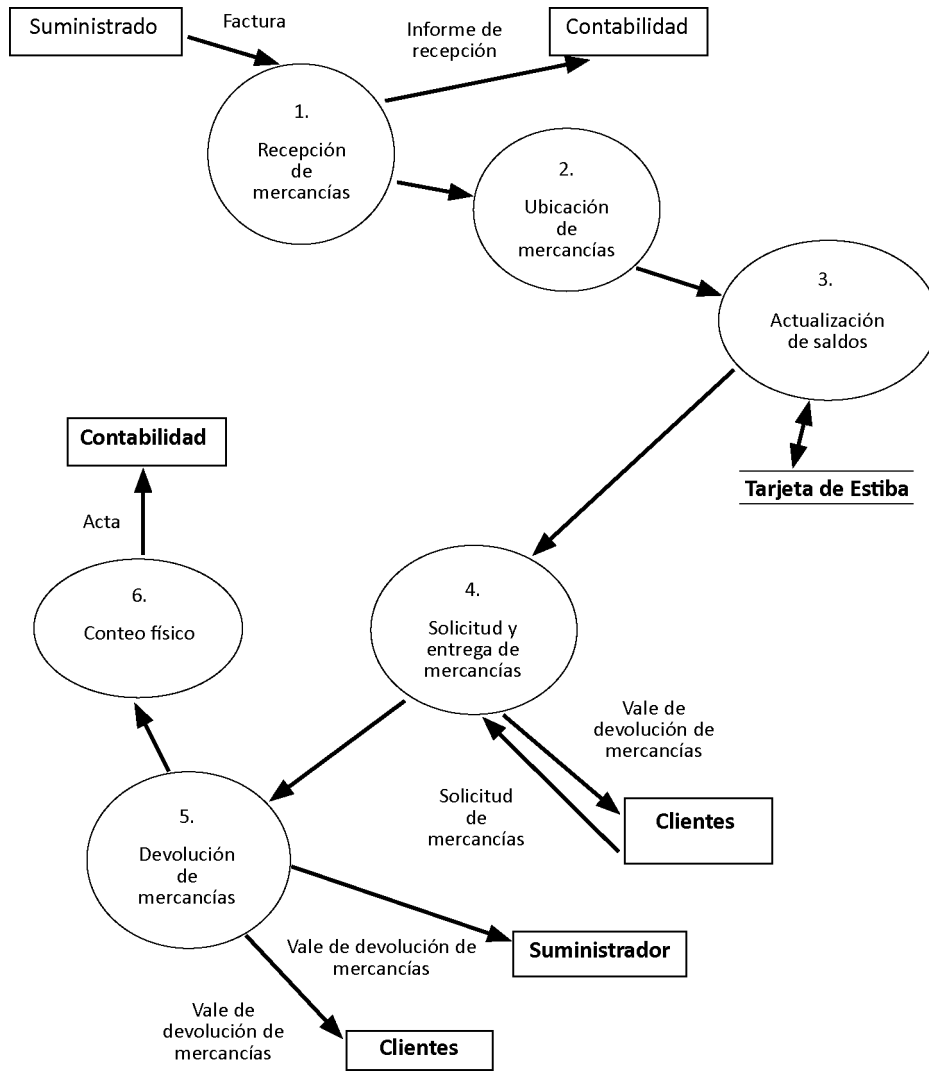 Suministrado
Factura
Informe de
recepción
Contabilidad
1.
Recepción
de
mercancías
2.
Ubicación
de
mercancías
3.
Actualización
de saldos
Tarjeta de Estiba
Contabilidad
Acta
6.
Conteo físico
4.
Solicitud y
entrega de
mercancías
Vale de
devolución de
mercancías
Solicitud
de
mercancías
Clientes
5.
Devolución
de
mercancías
Vale de devolución de
mercancías
Suministrador
Vale de
devolución de
mercancías
Clientes